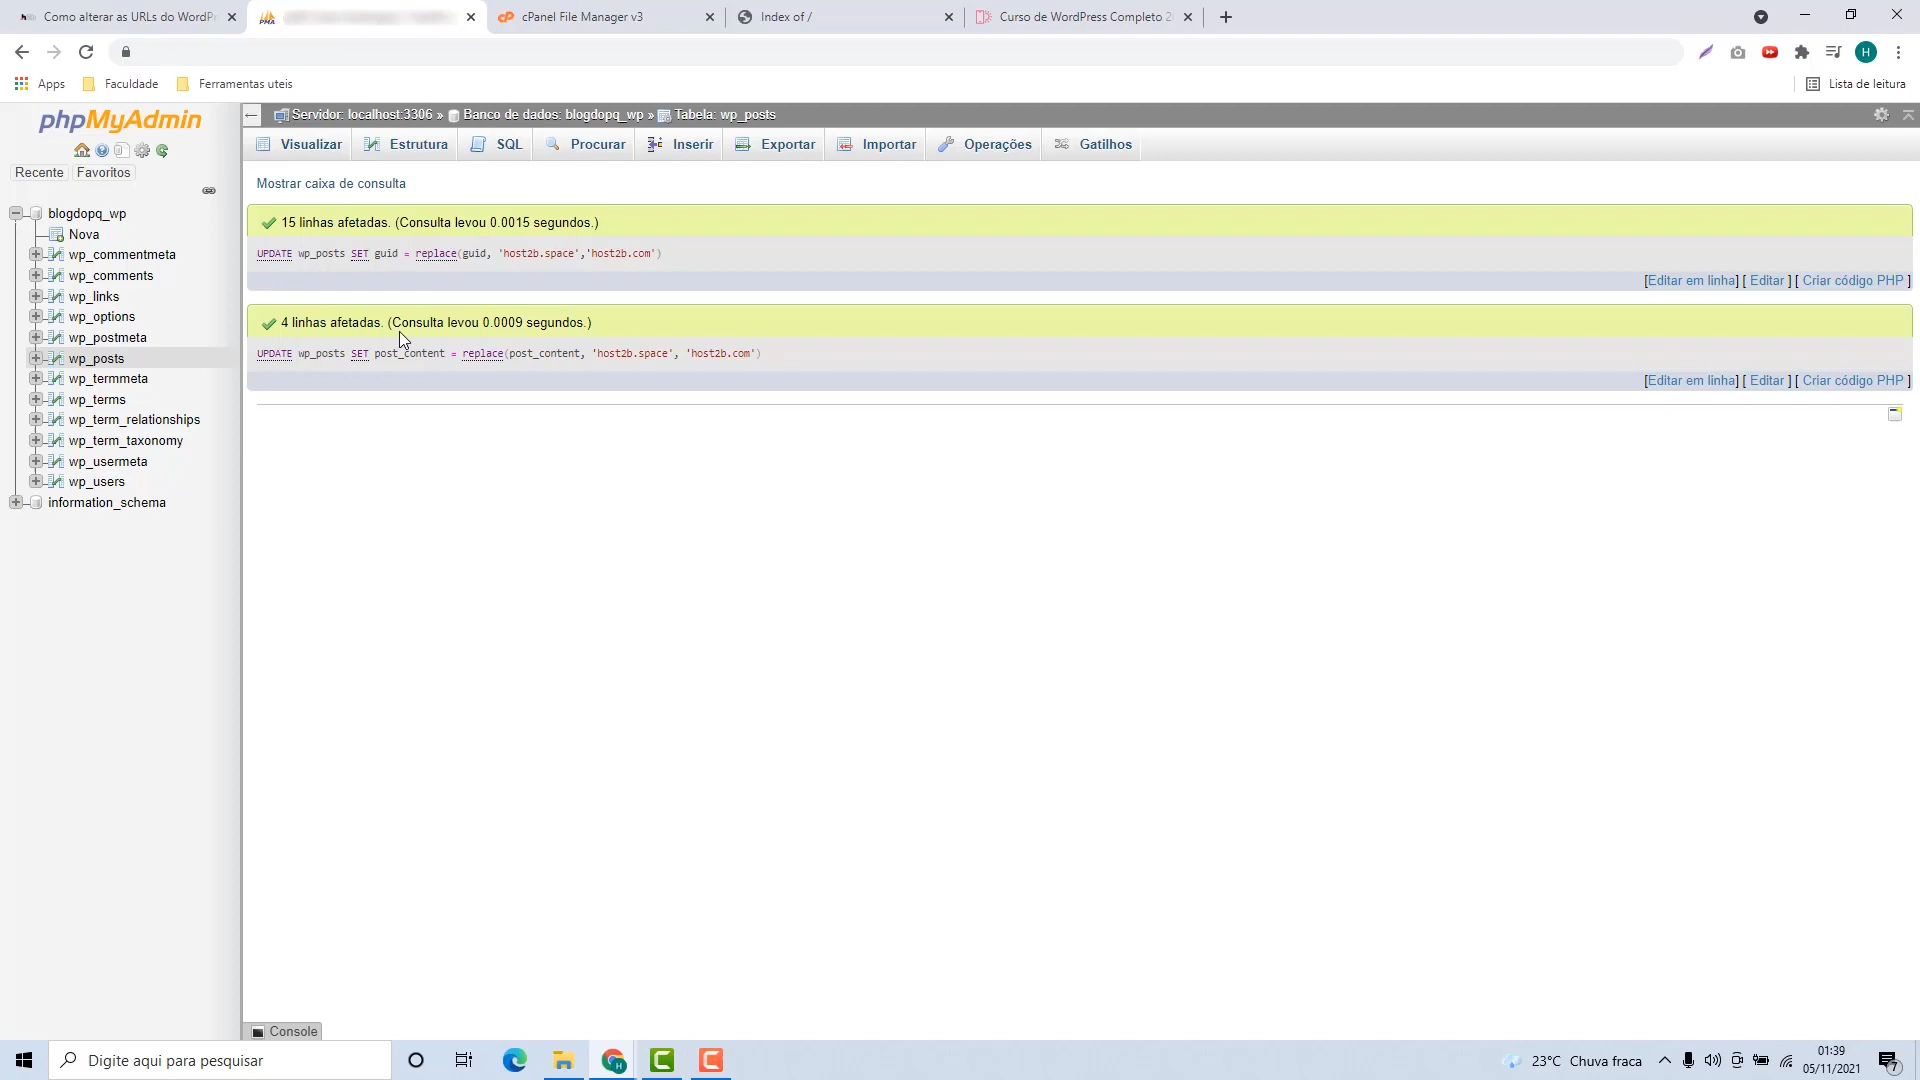 Como alterar as URLs do WordPr
cPanel File Manager v3
Index of /
Curso de WordPress Completo 2
H
Apps
Faculdade
Ferramentas uteis
Lista de leitura
phpMyAdmin
Recente
Favoritos
blogdopq_wp
Nova
wp_commentmeta
wp_comments
wp_links
wp_options
wp_postmeta
wp_posts
wp_termmeta
wp_terms
wp_term_relationships
wp_term_taxonomy
wp_usermeta
wp_users
information_schema
Servidor: localhost:3306 » Banco de dados: blogdopq_wp » Tabela: wp_posts
Visualizar
Estrutura
SQL
Procurar
Inserir
Exportar
Importar
Operações
Gatilhos
Mostrar caixa de consulta
15 linhas afetadas. (Consulta levou 0.0015 segundos.)
UPDATE wp_posts SET guid = replace(guid, 'host2b.space','host2b.com')
[Editar em linha] [ Editar ] [ Criar código PHP ]
4 linhas afetadas. (Consulta levou 0.0009 segundos.)
UPDATE wp_posts SET post_content = replace(post_content, 'host2b.space', 'host2b.com')
[Editar em linha] [ Editar ] [ Criar código PHP ]
Console
Digite aqui para pesquisar
23°C Chuva fraca
01:39
05/11/2021
7